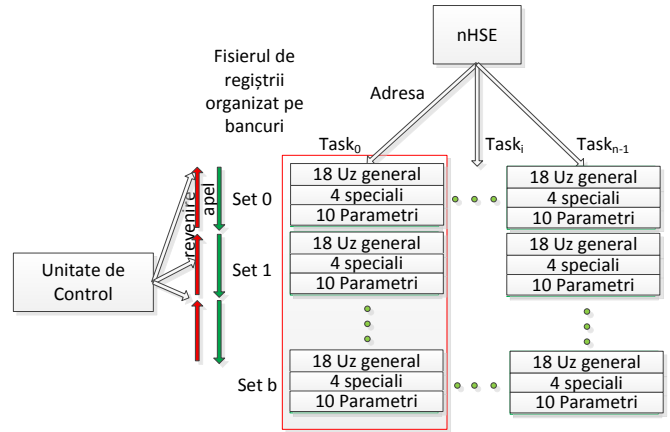 nHSE
Fisierul de
regiștrii
organizat pe
bancuri
Adresa
Task0
Taski
Taskn-1
revenire
apel
Set 0
18 Uz general
4 speciali
10 Parametri
18 Uz general
4 speciali
10 Parametri
Unitate de
Control
Set 1
18 Uz general
4 speciali
10 Parametri
18 Uz general
4 speciali
10 Parametri
Set b
18 Uz general
4 speciali
10 Parametri
18 Uz general
4 speciali
10 Parametri